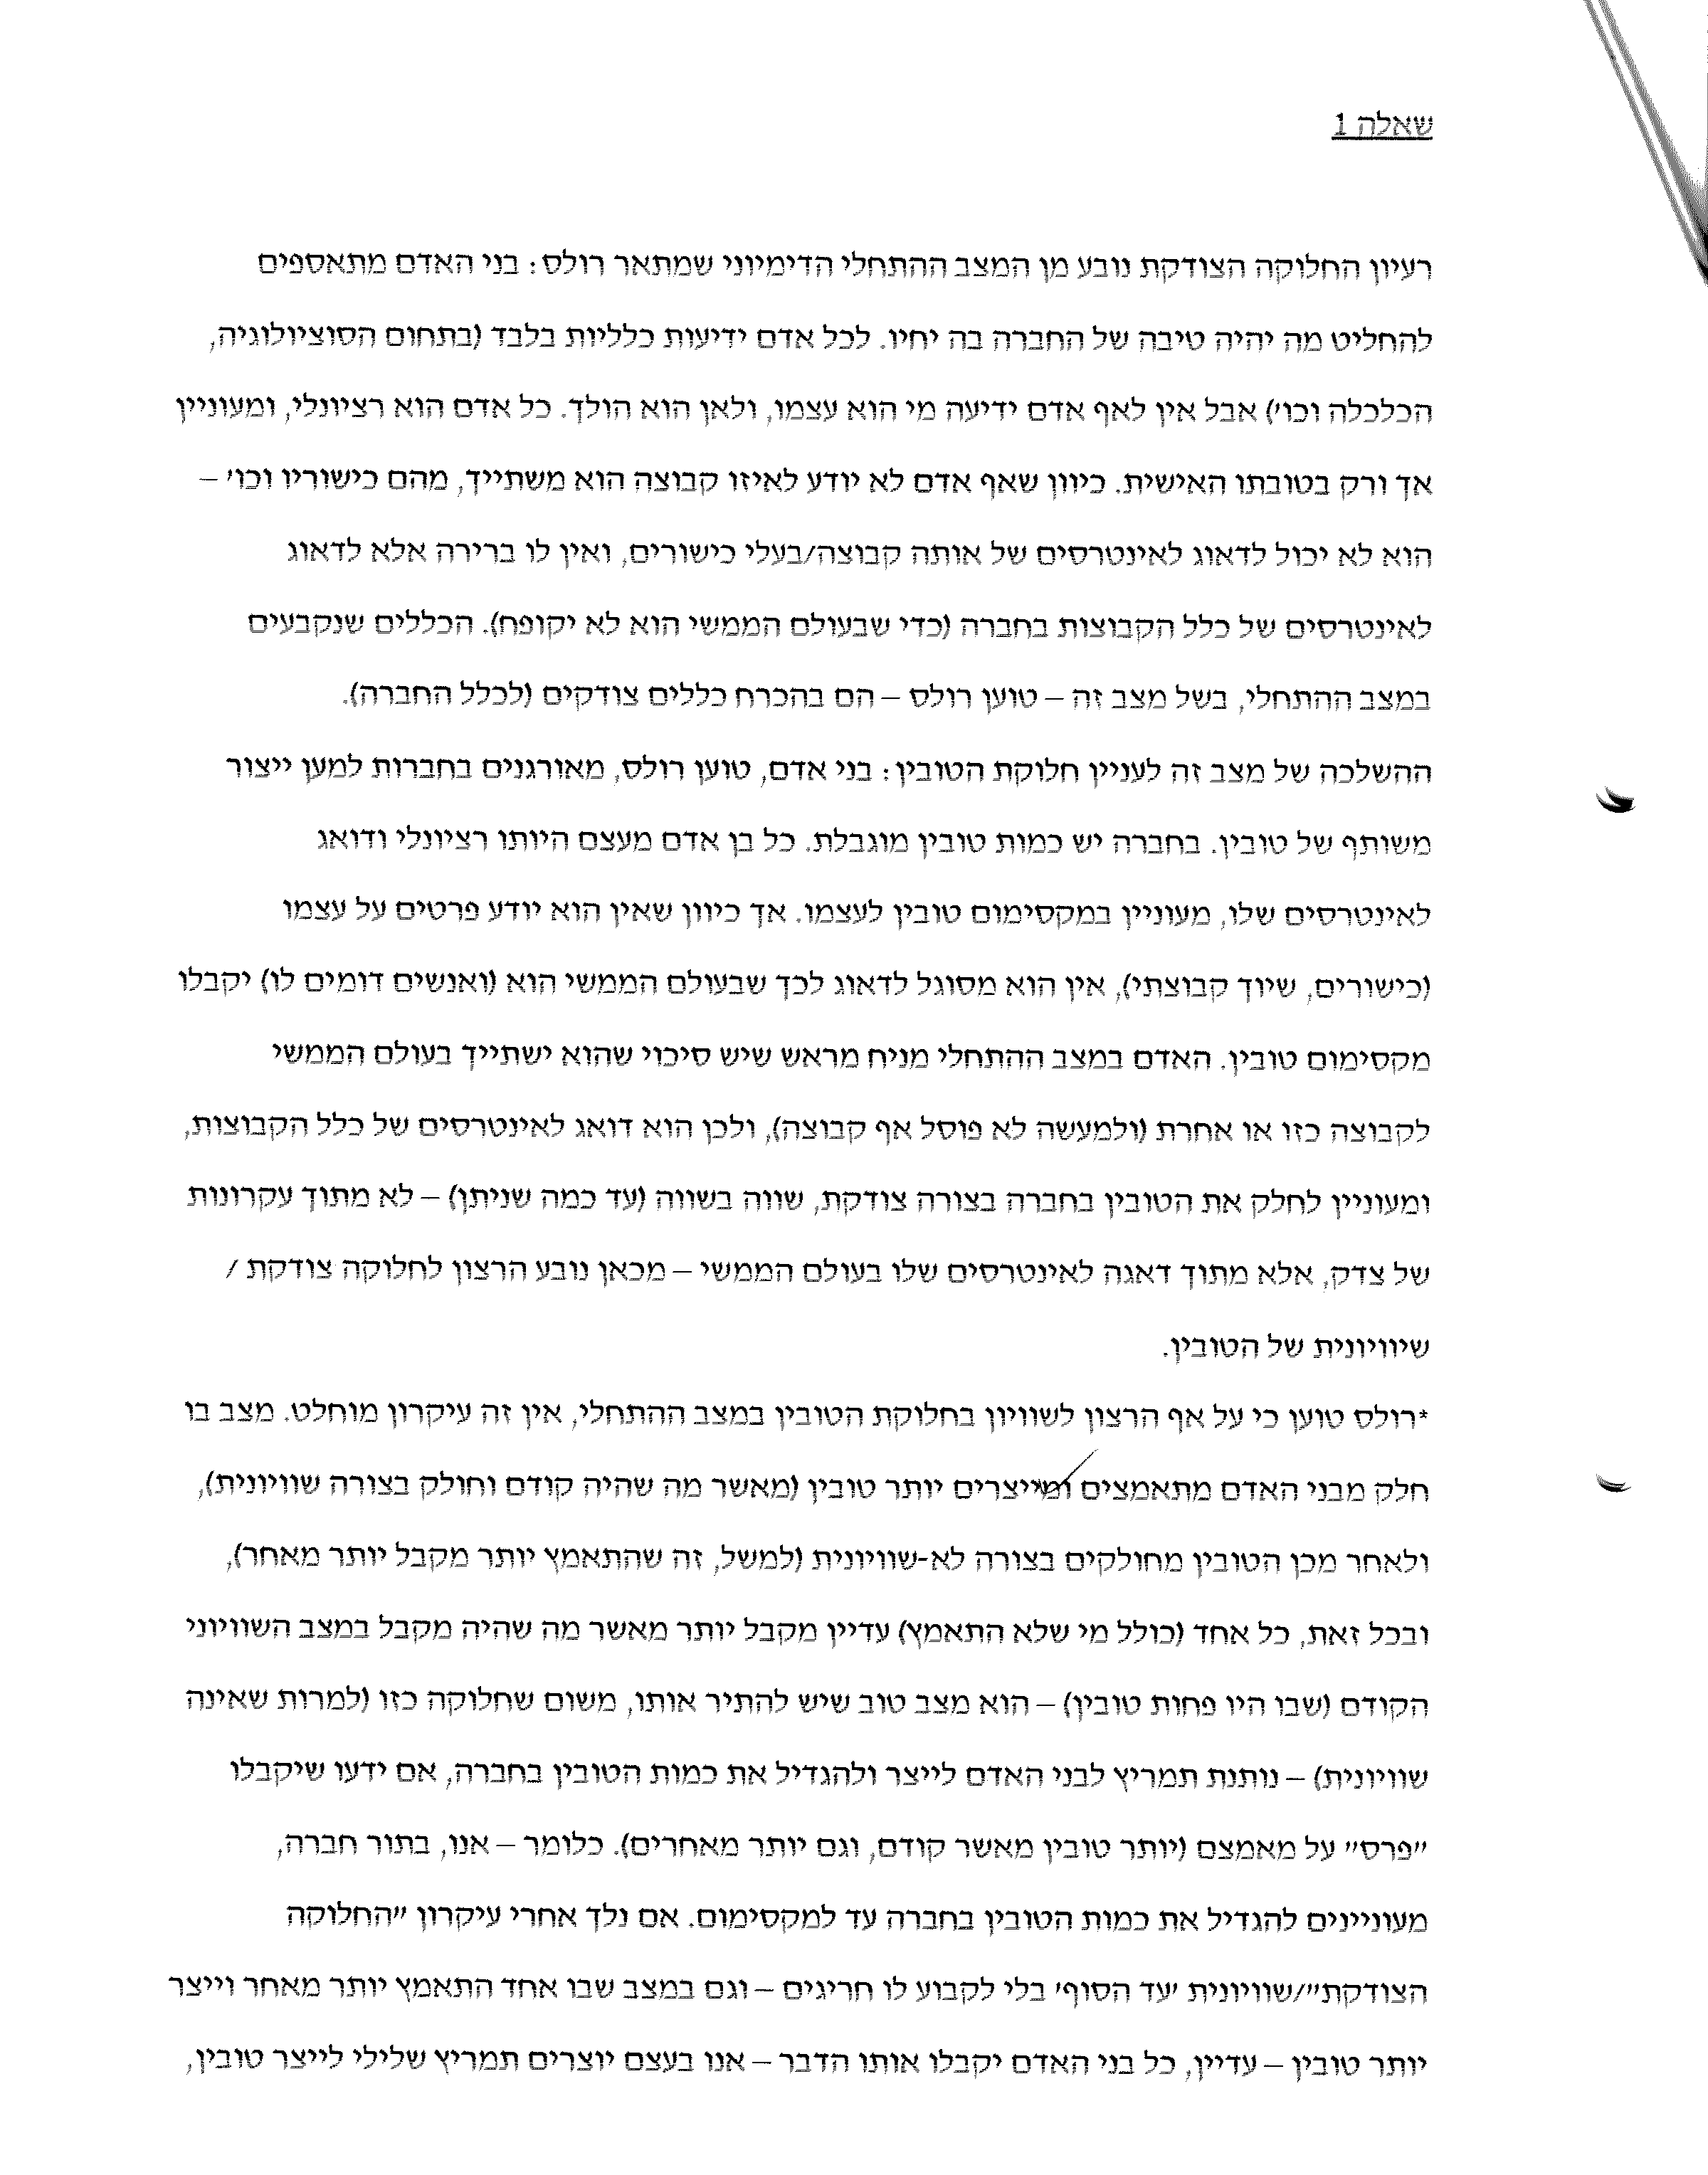 שאלה 1
רעיון החלוקה הצודקת נובע מן המצב ההתחלי הדימיוני שמתאר רולס: בני האדם מתאספים
להחליט מה יהיה טיבה של החברה בה יחיו. לכל אדם ידיעות כלליות בלבד (בתחום הסוציולוגיה,
הכלכלה וכו') אבל אין לאף אדם ידיעה מי הוא עצמו, ולאן הוא הולך. כל אדם הוא רציונלי, ומעוניין
אך ורק בטובתו האישית. כיוון שאף אדם לא יודע לאיזו קבוצה הוא משתייך, מהם כישוריו וכו' –
הוא לא יכול לדאוג לאינטרסים של אותה קבוצה/בעלי כישורים, ואין לו ברירה אלא לדאוג
לאינטרסים של כלל הקבוצות בחברה (כדי שבעולם הממשי הוא לא יקופח). הכללים שנקבעים
במצב ההתחלי, בשל מצב זה – טוען רולס – הם בהכרח כללים צודקים (לכלל החברה).
ההשלכה של מצב זה לעניין חלוקת הטובין: בני אדם, טוען רולס, מאורגנים בחברות למען ייצור
משותף של טובין. בחברה יש כמות טובין מוגבלת. כל בן אדם מעצם היותו רציונלי ודואג
לאינטרסים שלו, מעוניין במקסימום טובין לעצמו. אך כיוון שאין הוא יודע פרטים על עצמו
(כישורים, שיוך קבוצתי), אין הוא מסוגל לדאוג לכך שבעולם הממשי הוא (ואנשים דומים לו) יקבלו
מקסימום טובין. האדם במצב ההתחלי מניח מראש שיש סיכוי שהוא ישתייך בעולם הממשי
לקבוצה כזו או אחרת (ולמעשה לא פוסל אף קבוצה), ולכן הוא דואג לאינטרסים של כלל הקבוצות,
ומעוניין לחלק את הטובין בחברה בצורה צודקת, שווה בשווה (עד כמה שניתן) – לא מתוך עקרונות
של צדק, אלא מתוך דאגה לאינטרסים שלו בעולם הממשי – מכאן נובע הרצון לחלוקה צודקת /
שיוויונית של הטובין.
*רולס טוען כי על אף הרצון לשוויון בחלוקת הטובין במצב ההתחלי, אין זה עיקרון מוחלט. מצב בו
חלק מבני האדם מתאמצים ומייצרים יותר טובין (מאשר מה שהיה קודם וחולק בצורה שוויונית),
ולאחר מכן הטובין מחולקים בצורה לא-שוויונית (למשל, זה שהתאמץ יותר מקבל יותר מאחר),
ובכל זאת, כל אחד (כולל מי שלא התאמץ) עדיין מקבל יותר מאשר מה שהיה מקבל במצב השוויוני
הקודם (שבו היו פחות טובין) – הוא מצב טוב שיש להתיר אותו, משום שחלוקה כזו (למרות שאינה
שוויונית) – נותנת תמריץ לבני האדם לייצר ולהגדיל את כמות הטובין בחברה, אם ידעו שיקבלו
"פרס" על מאמצם (יותר טובין מאשר קודם, וגם יותר מאחרים). כלומר – אנו, בתור חברה,
מעוניינים להגדיל את כמות הטובין בחברה עד למקסימום. אם נלך אחרי עיקרון "החלוקה
הצודקת"/שוויונית 'עד הסוף' בלי לקבוע לו חריגים – וגם במצב שבו אחד התאמץ יותר מאחר וייצר
יותר טובין – עדיין, כל בני האדם יקבלו אותו הדבר – אנו בעצם יוצרים תמריץ שלילי לייצר טובין,